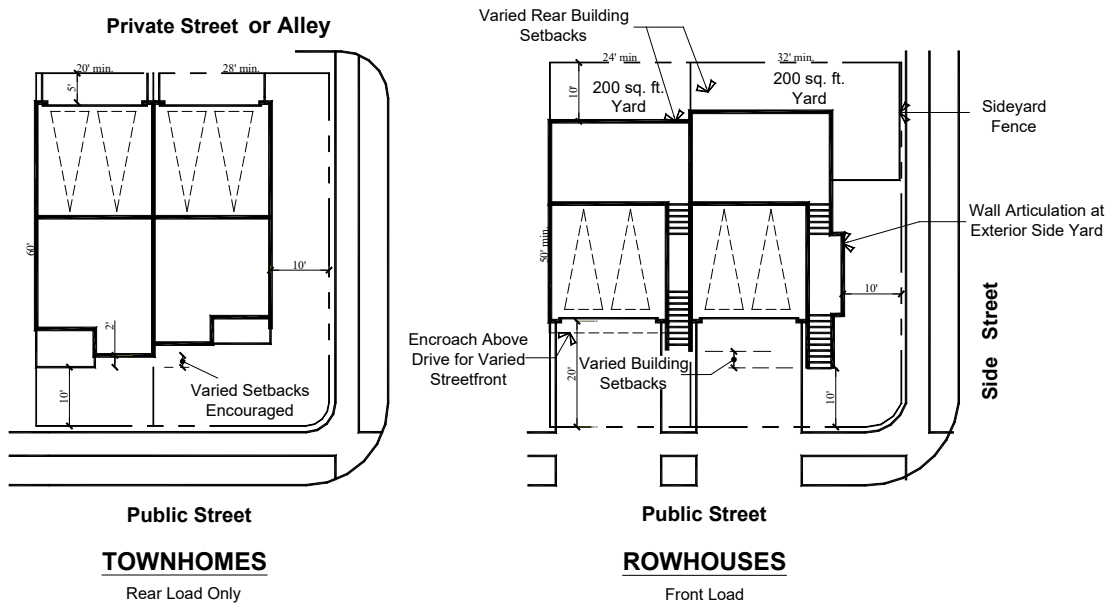 Private Street or Alley
20' min.
28' min.
5'
60'
10'
2'
Varied Setbacks
Encouraged
10'
Public Street
TOWNHOMES
Rear Load Only
Varied Rear Building
Setbacks
24' min.
32' min.
10'
200 sq. ft.
Yard
200 sq. ft.
Yard
Sideyard
Fence
Wall Articulation at
Exterior Side Yard
50' min.
10'
Side Street
Encroach Above
Drive for Varied
Streetfront
20'
Varied Building
Setbacks
10'
Public Street
ROWHOUSES
Front Load